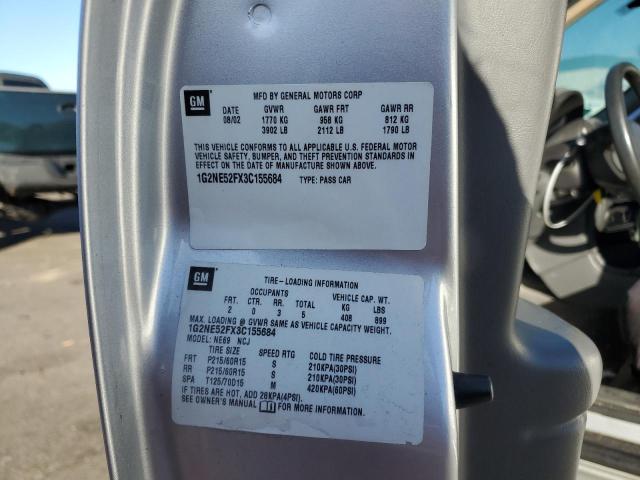 GM
MFD BY GENERAL MOTORS CORP
DATE GVWR GAWR FRT GAWR RR
08/02 1770 KG 958 KG 812 KG
3902 LB 2112 LB 1790 LB
THIS VEHICLE CONFORMS TO ALL APPLICABLE U.S. FEDERAL MOTOR
VEHICLE SAFETY, BUMPER, AND THEFT PREVENTION STANDARDS IN
EFFECT ON THE DATE OF MANUFACTURE SHOWN ABOVE.
1G2NE52FX3C155684 TYPE: PASS CAR
GM
TIRE-LOADING INFORMATION
OCCUPANTS VEHICLE CAP. WT.
FRT. CTR. RR. TOTAL KG LBS
2 0 3 5 408 899
MAX. LOADING @ GVWR SAME AS VEHICLE CAPACITY WEIGHT.
1G2NE52FX3C155684
MODEL: NE69 NCJ
TIRE SIZE SPEED RTG COLD TIRE PRESSURE
FRT P215/60R15 S 210KPA(30PSI)
RR P215/60R15 S 210KPA(30PSI)
SPA T125/70D15 M 420KPA(60PSI)
IF TIRES ARE HOT, ADD 28KPA(4PSI).
SEE OWNER'S MANUAL FOR MORE INFORMATION.